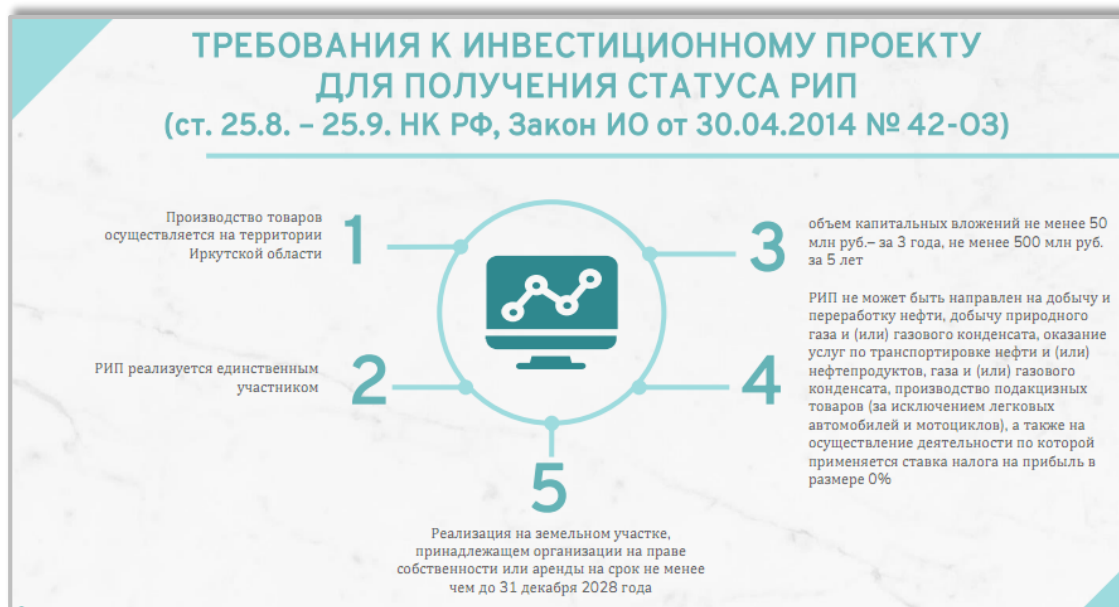 ТРЕБОВАНИЯ К ИНВЕСТИЦИОННОМУ ПРОЕКТУ
ДЛЯ ПОЛУЧЕНИЯ СТАТУСА РИП
(ст. 25.8. – 25.9. НК РФ, Закон ИО от 30.04.2014 № 42-ОЗ)
Производство товаров
осуществляется на территории
Иркутской области
1
РИП реализуется единственным
участником
2
3
объем капитальных вложений не менее 50
млн руб.– за 3 года, не менее 500 млн руб.
за 5 лет
4
РИП не может быть направлен на добычу и
переработку нефти, добычу природного
газа и (или) газового конденсата, оказание
услуг по транспортировке нефти и (или)
нефтепродуктов, газа и (или) газового
конденсата, производство подакцизных
товаров (за исключением легковых
автомобилей и мотоциклов), а также на
осуществление деятельности по которой
применяется ставка налога на прибыль в
размере 0%
5
Реализация на земельном участке,
принадлежащем организации на праве
собственности или аренды на срок не менее
чем до 31 декабря 2028 года